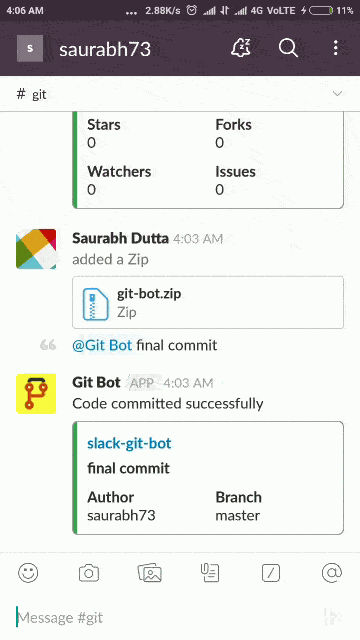 4:06 AM ... 2.88K/s 4G VoLTE 11%
S saurabh73
# git
Stars Forks
0 0
Watchers Issues
0 0
Saurabh Dutta 4:03 AM
added a Zip
git-bot.zip
Zip
@Git Bot final commit
Git Bot APP 4:03 AM
Code committed successfully
slack-git-bot
final commit
Author Branch
saurabh73 master
Message #git